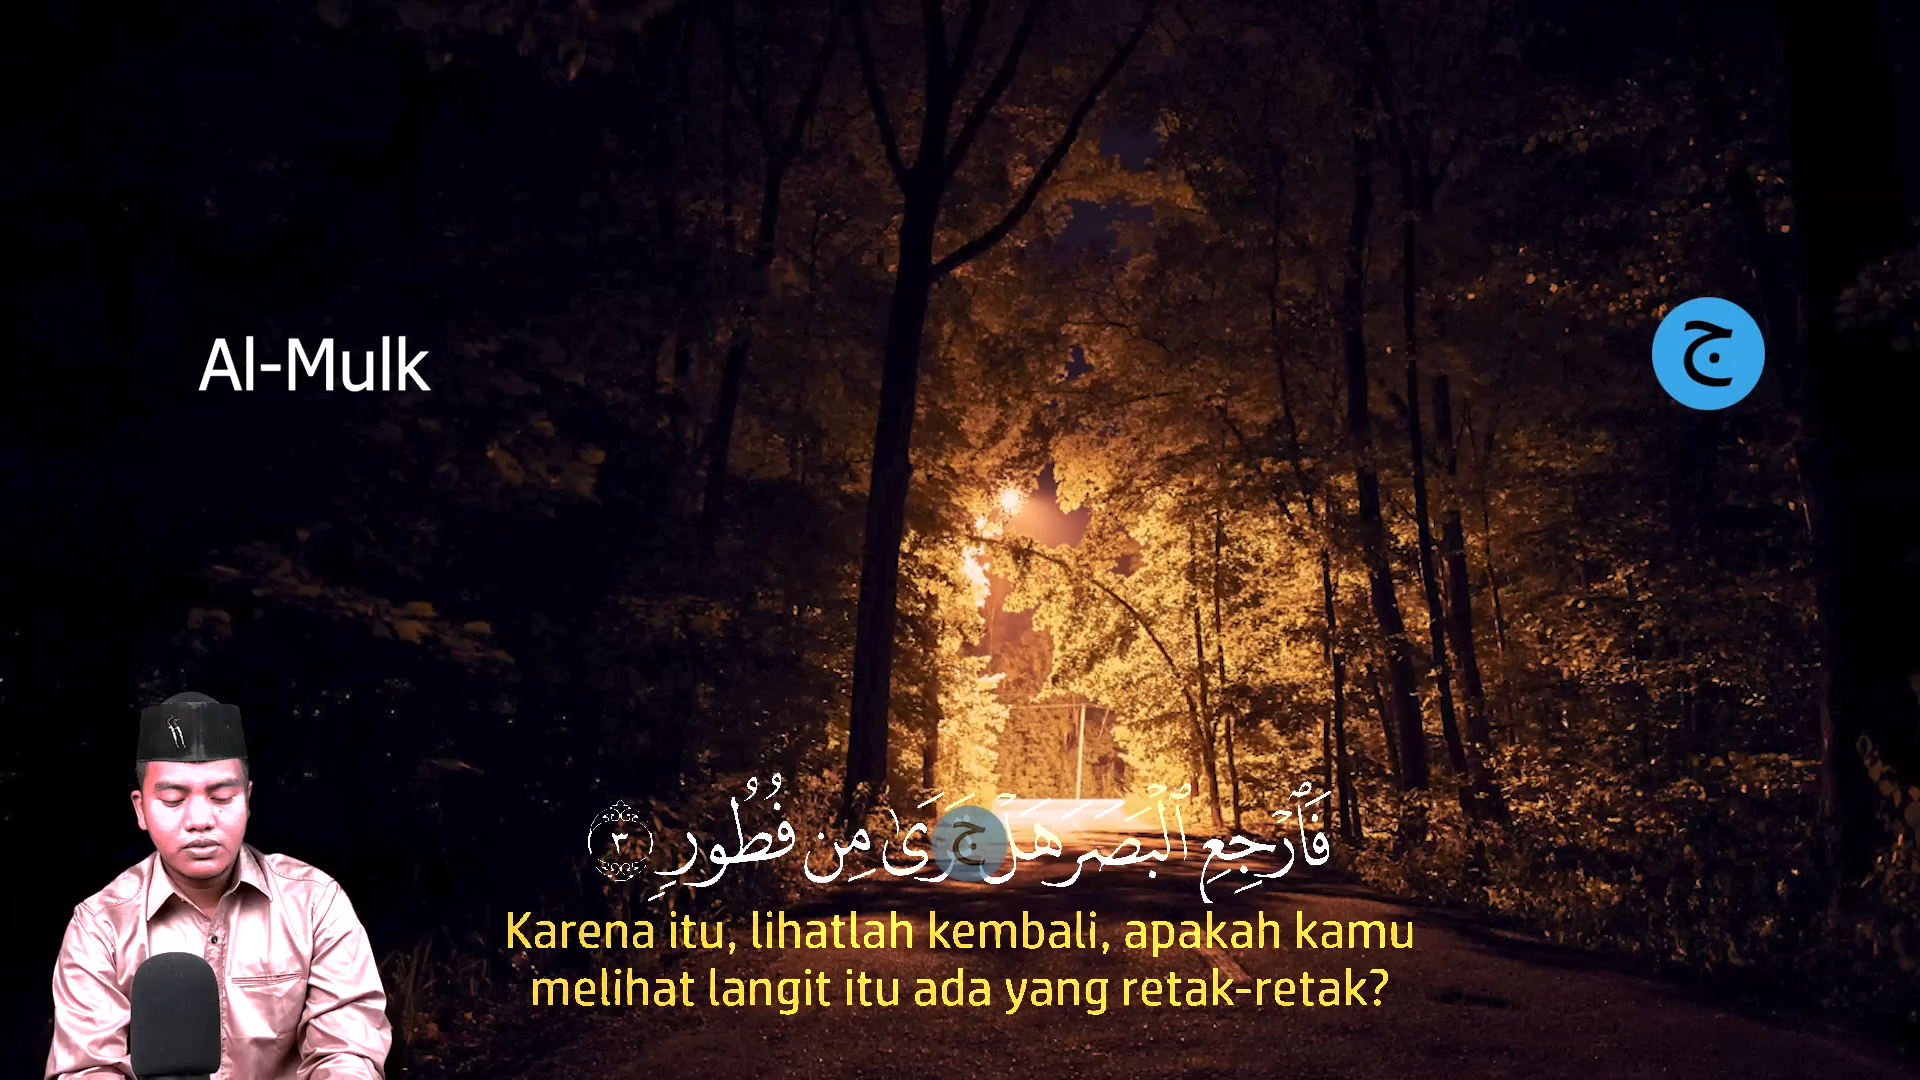 Al-Mulk
ج
فَٱرْجِعِ ٱلْبَصَرَ هَلْ تَرَىٰ مِن فُطُورٍ ٣
ج
Karena itu, lihatlah kembali, apakah kamu
melihat langit itu ada yang retak-retak?